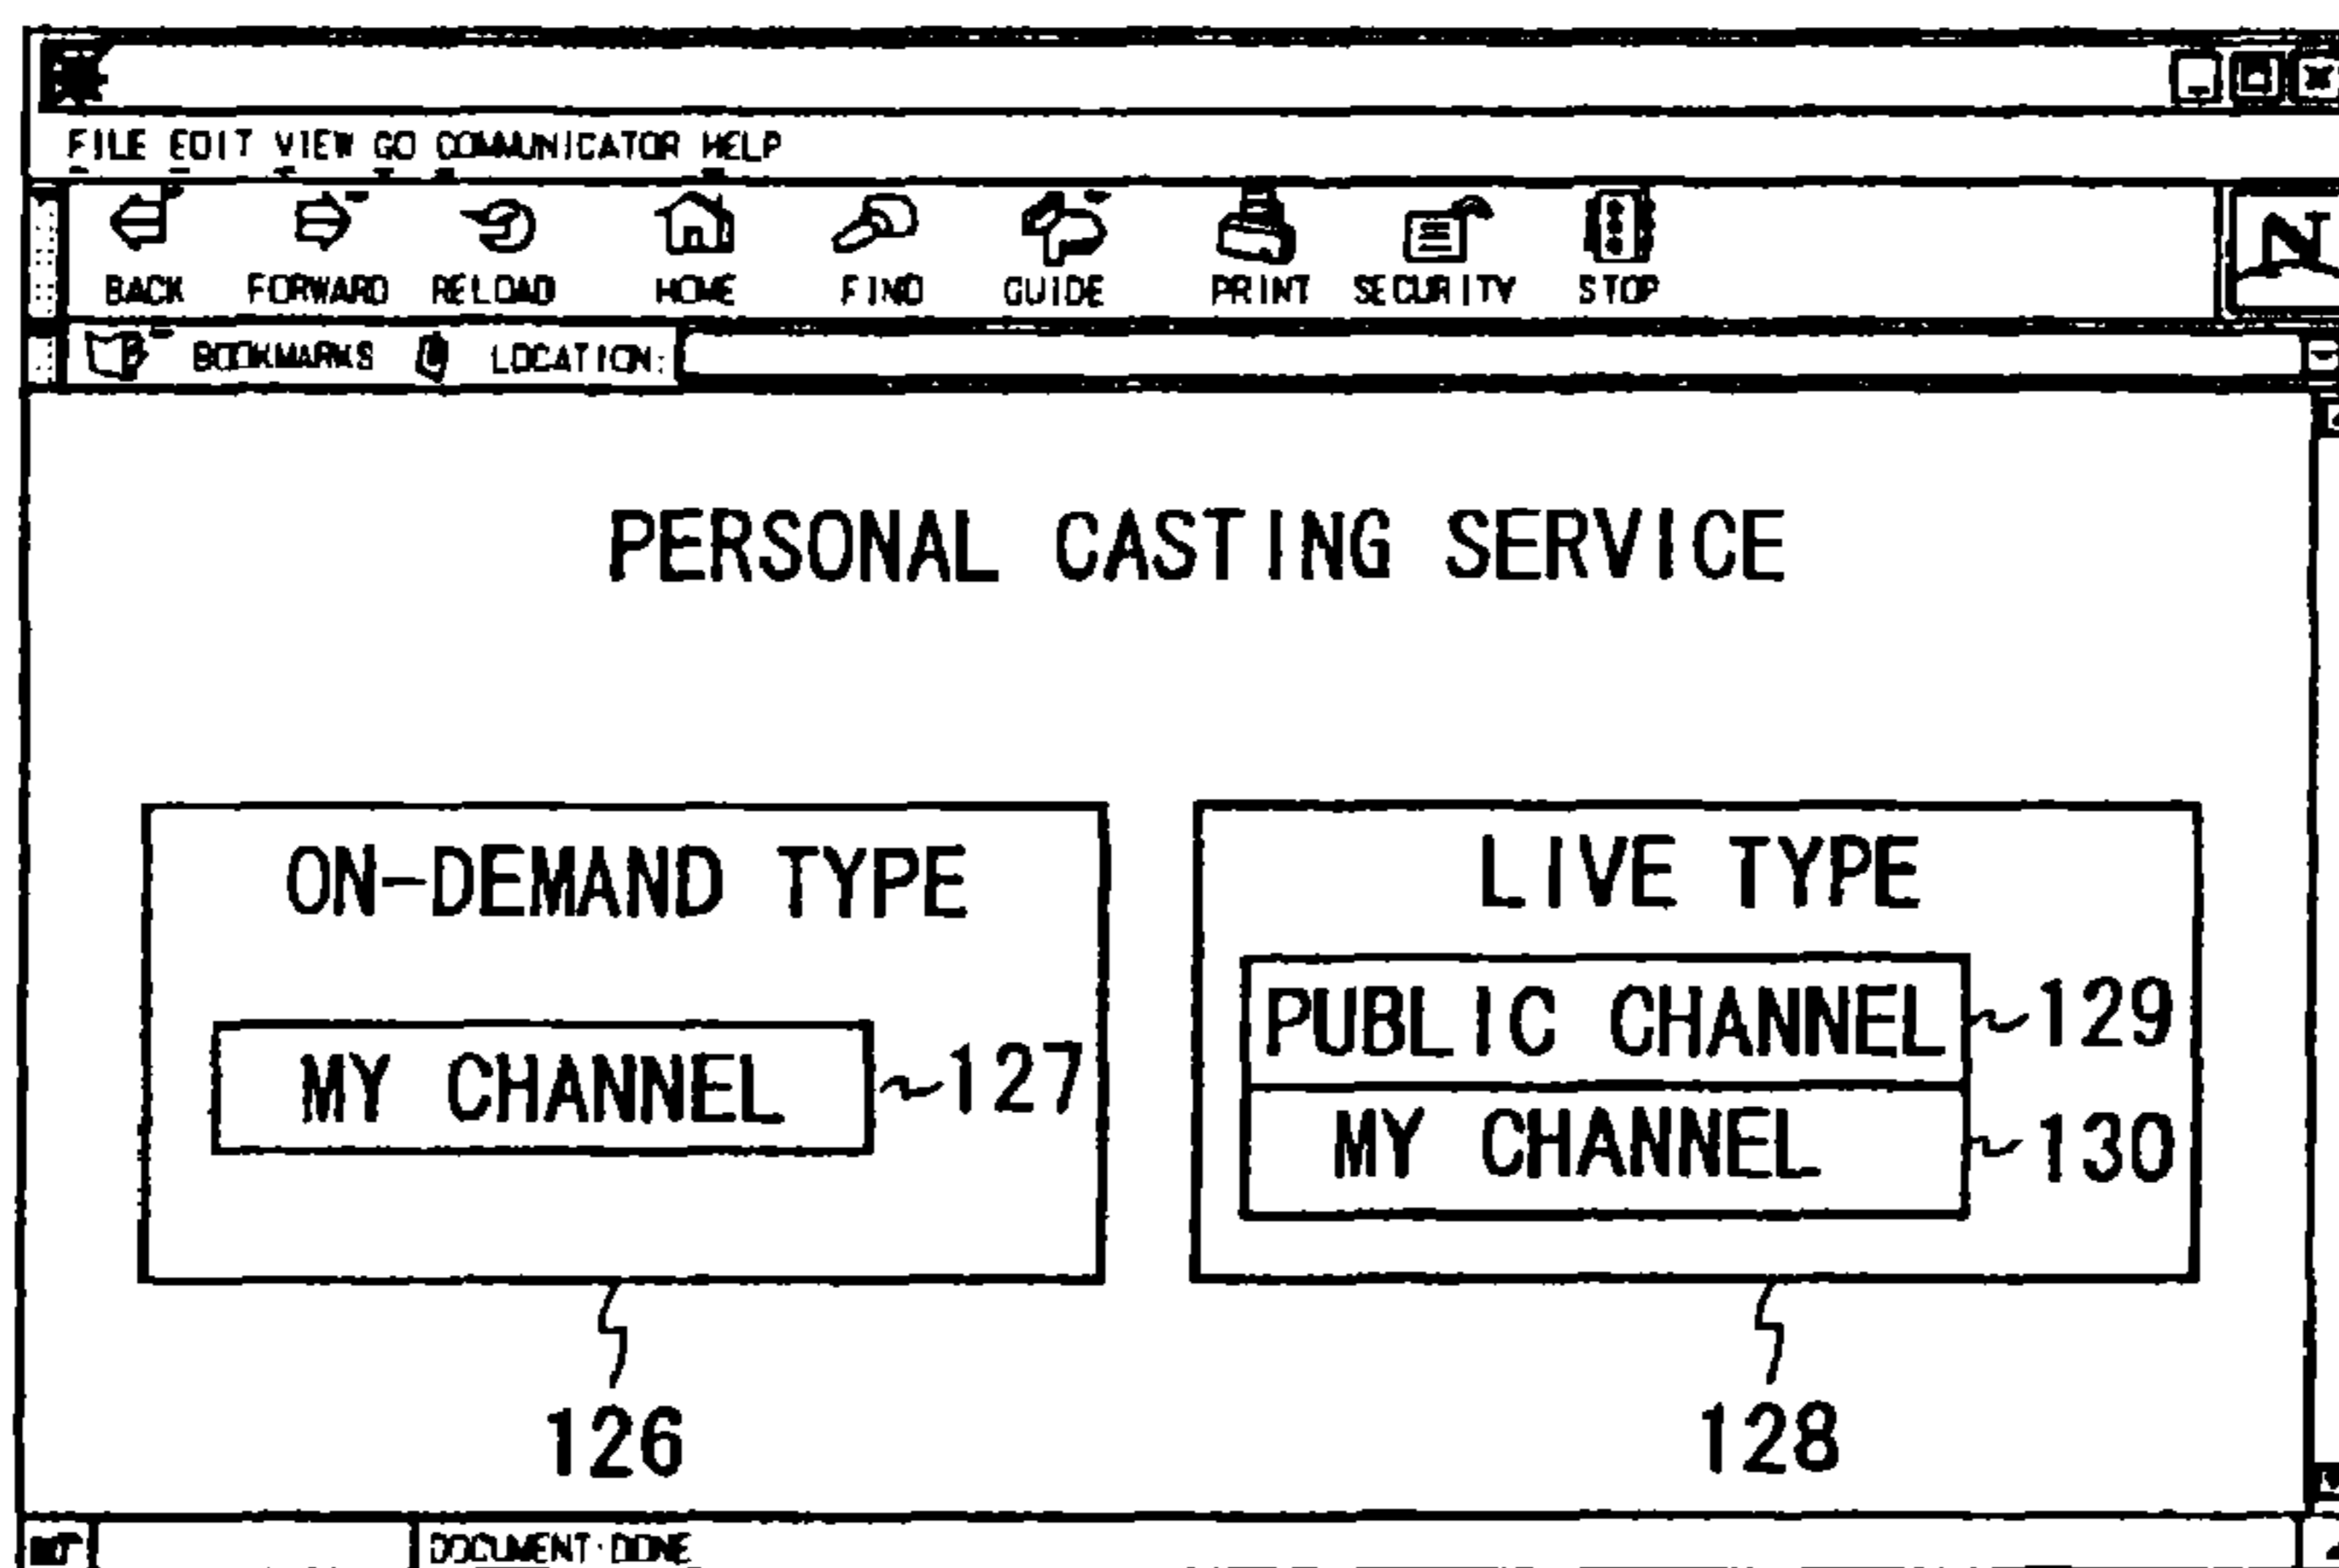 FILE EDIT VIEW GO COMMUNICATOR HELP
BACK FORWARD RELOAD HOME FIND GUIDE PRINT SECURITY STOP
N
BOOKMARKS LOCATION:
PERSONAL CASTING SERVICE
ON-DEMAND TYPE
MY CHANNEL 127
126
LIVE TYPE
PUBLIC CHANNEL 129
MY CHANNEL 130
128
DOCUMENT:DONE